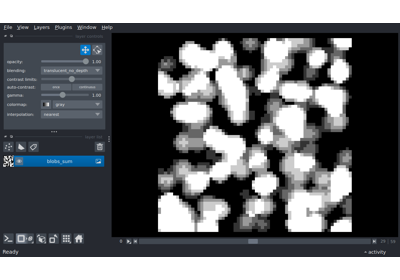 File View Layers Plugins Window Help
opacity: 1.00
blending: translucent_no_depth
contrast limits:
auto-contrast: once continuous
gamma: 1.00
colormap: gray
interpolation: nearest
blobs_sum
Ready
activity